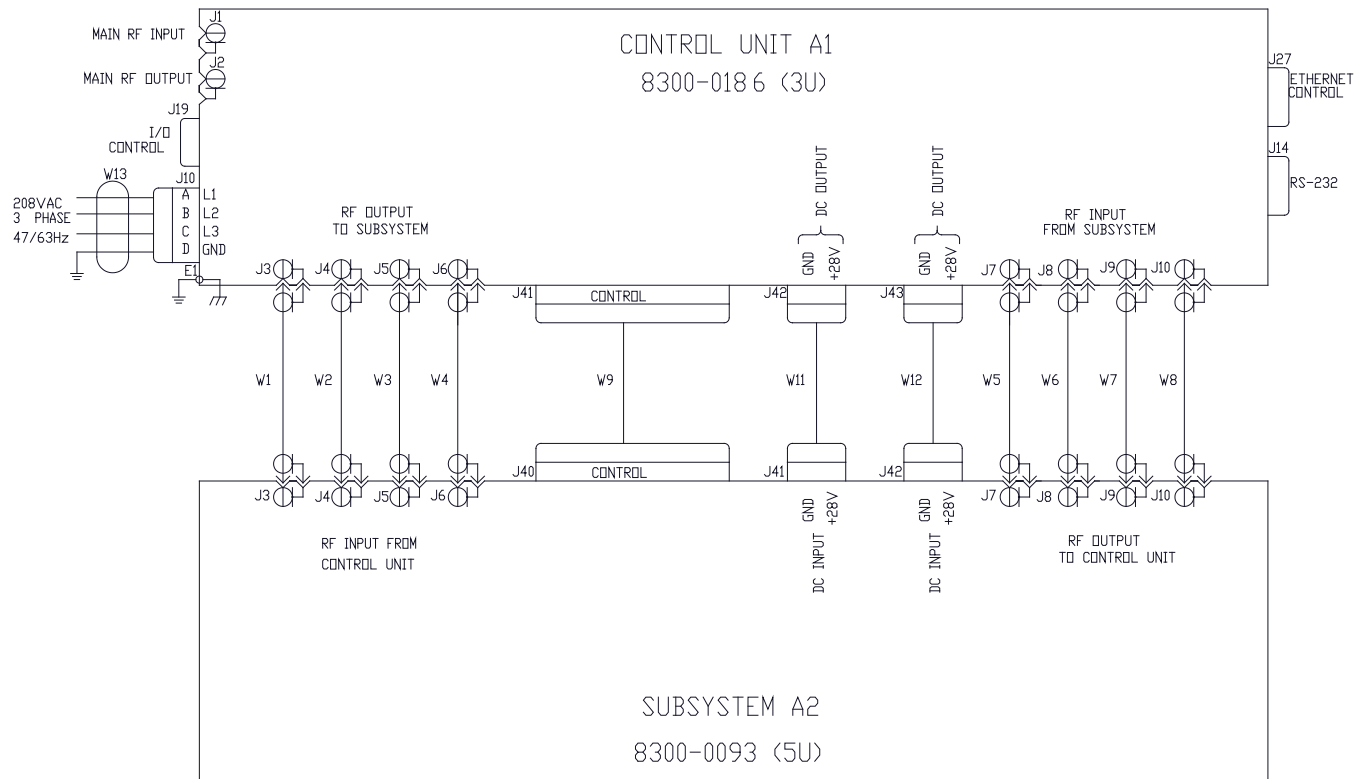 J1
MAIN RF INPUT
CONTROL UNIT A1
8300-0186 (3U)
J2
MAIN RF OUTPUT
J27
ETHERNET
CONTROL
J19
I/O
CONTROL
J14
RS-232
W13
J10
208VAC
3 PHASE
47/63Hz
A L1
B L2
C L3
D GND
E1
RF OUTPUT
TO SUBSYSTEM
DC OUTPUT
DC OUTPUT
RF INPUT
FROM SUBSYSTEM
GND
+28V
GND
+28V
J3 J4 J5 J6
J7 J8 J9 J10
J41 CONTROL
J42
J43
W1 W2 W3 W4 W9 W11 W12 W5 W6 W7 W8
J40 CONTROL
J41
J42
J3 J4 J5 J6
J7 J8 J9 J10
GND
+28V
GND
+28V
RF INPUT FROM
CONTROL UNIT
DC INPUT
DC INPUT
RF OUTPUT
TO CONTROL UNIT
SUBSYSTEM A2
8300-0093 (5U)